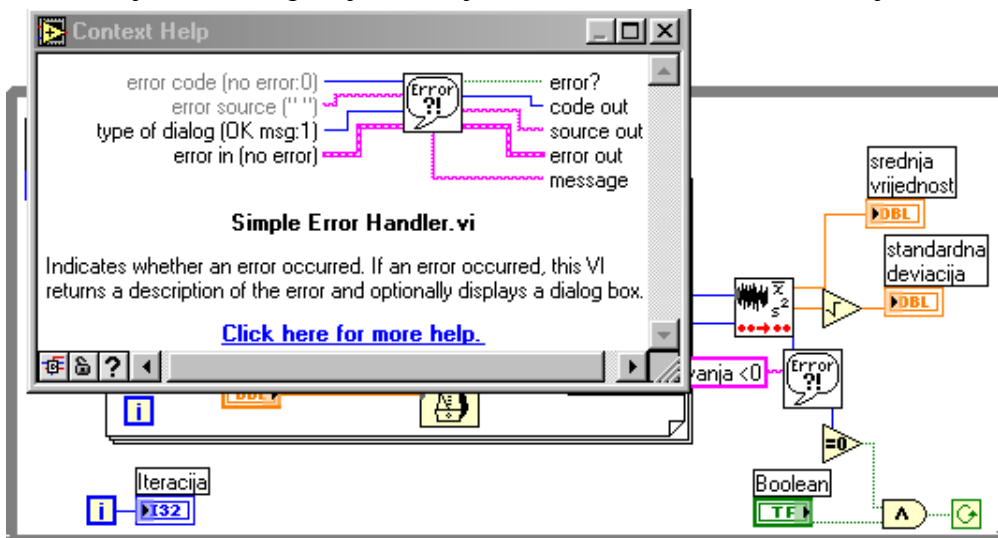 Context Help
error code (no error:0)
error source (" ")
type of dialog (OK msg:1)
error in (no error)
Error
?!
error?
code out
source out
error out
message
Simple Error Handler.vi
Indicates whether an error occurred. If an error occurred, this VI
returns a description of the error and optionally displays a dialog box.
Click here for more help.
?
srednja
vrijednost
DBL
standardna
deviacija
DBL
x
s2
√
vanja <0
Error
?!
DBL
i
=0
Iteracija
i
I32
Boolean
TF
∧